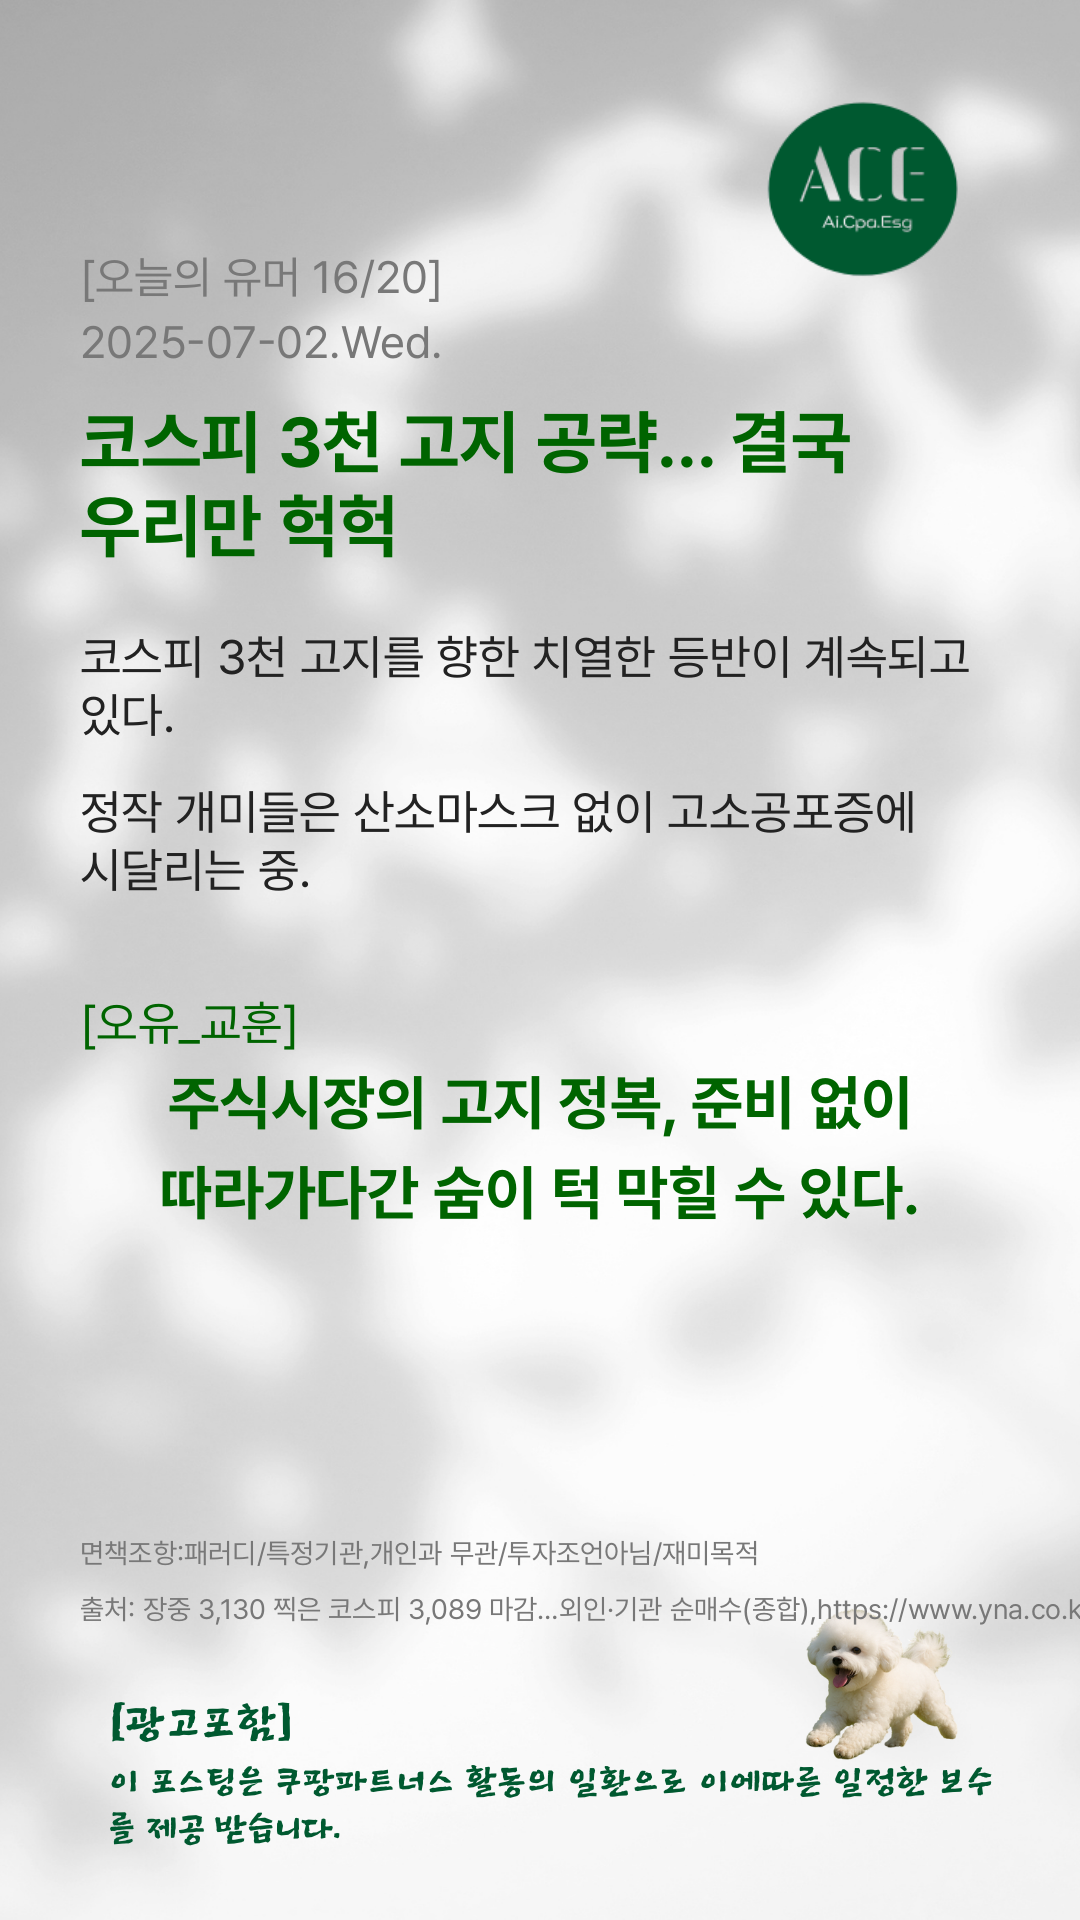 ACE
Ai.Cpa.Esg
[오늘의 유머 16/20]
2025-07-02.Wed.
코스피 3천 고지 공략... 결국
우리만 헉헉
코스피 3천 고지를 향한 치열한 등반이 계속되고
있다.
정작 개미들은 산소마스크 없이 고소공포증에
시달리는 중.
[오유_교훈]
주식시장의 고지 정복, 준비 없이
따라가다간 숨이 턱 막힐 수 있다.
면책조항:패러디/특정기관,개인과 무관/투자조언아님/재미목적
출처: 장중 3,130 찍은 코스피 3,089 마감...외인·기관 순매수(종합),https://www.yna.co.k
[광고포함]
이 포스팅은 쿠팡파트너스 활동의 일환으로 이에따른 일정한 보수
를 제공 받습니다.